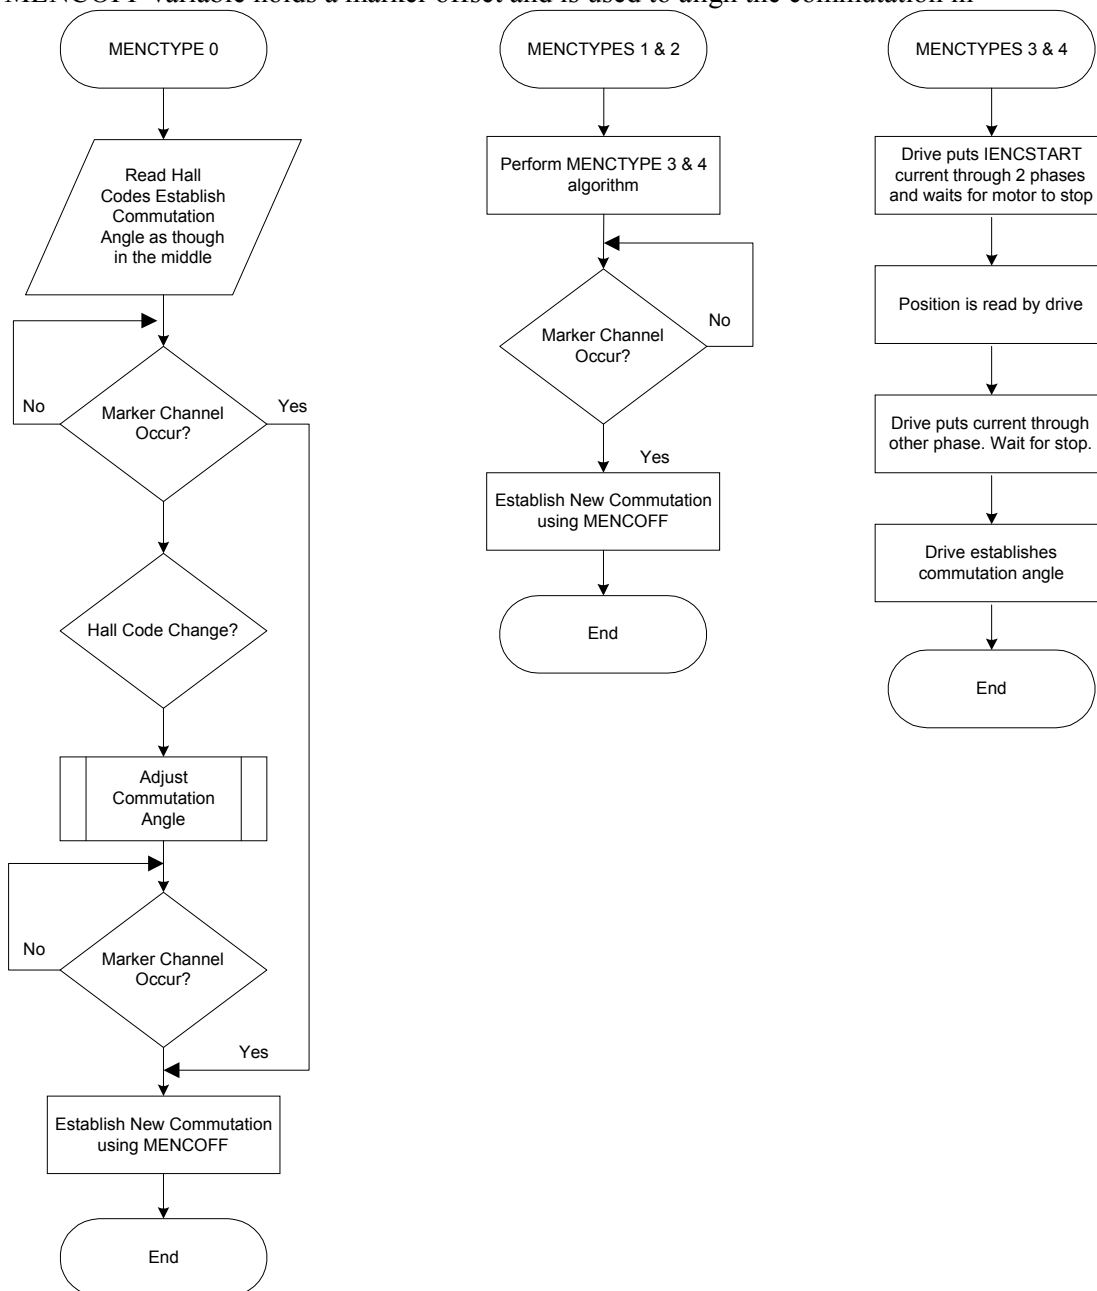 MENCOFF variable holds a marker offset and is used to align the commutation in
MENCTYPE 0
Read Hall
Codes Establish
Commutation
Angle as though
in the middle
No
Marker Channel
Occur?
Yes
Hall Code Change?
Adjust
Commutation
Angle
No
Marker Channel
Occur?
Yes
Establish New Commutation
using MENCOFF
End
MENCTYPES 1 & 2
Perform MENCTYPE 3 & 4
algorithm
Marker Channel
Occur?
No
Yes
Establish New Commutation
using MENCOFF
End
MENCTYPES 3 & 4
Drive puts IENCSTART
current through 2 phases
and waits for motor to stop
Position is read by drive
Drive puts current through
other phase. Wait for stop.
Drive establishes
commutation angle
End